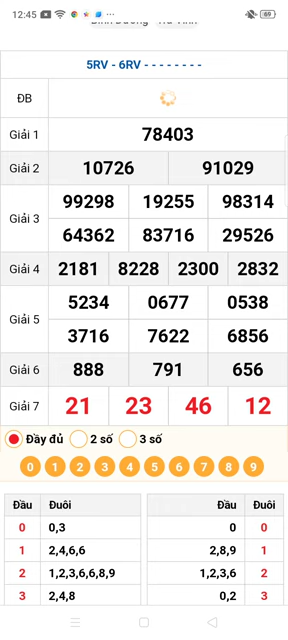 12:45 69
Bình Dương Trà Vinh
5RV - 6RV - - - - - - - -
ĐB
Giải 1 78403
Giải 2 10726 91029
Giải 3 99298 19255 98314
64362 83716 29526
Giải 4 2181 8228 2300 2832
Giải 5 5234 0677 0538
3716 7622 6856
Giải 6 888 791 656
Giải 7 21 23 46 12
Đầy đủ 2 số 3 số
0 1 2 3 4 5 6 7 8 9
Đầu Đuôi Đầu Đuôi
0 0,3 0 0
1 2,4,6,6 2,8,9 1
2 1,2,3,6,6,8,9 1,2,3,6 2
3 2,4,8 0,2 3